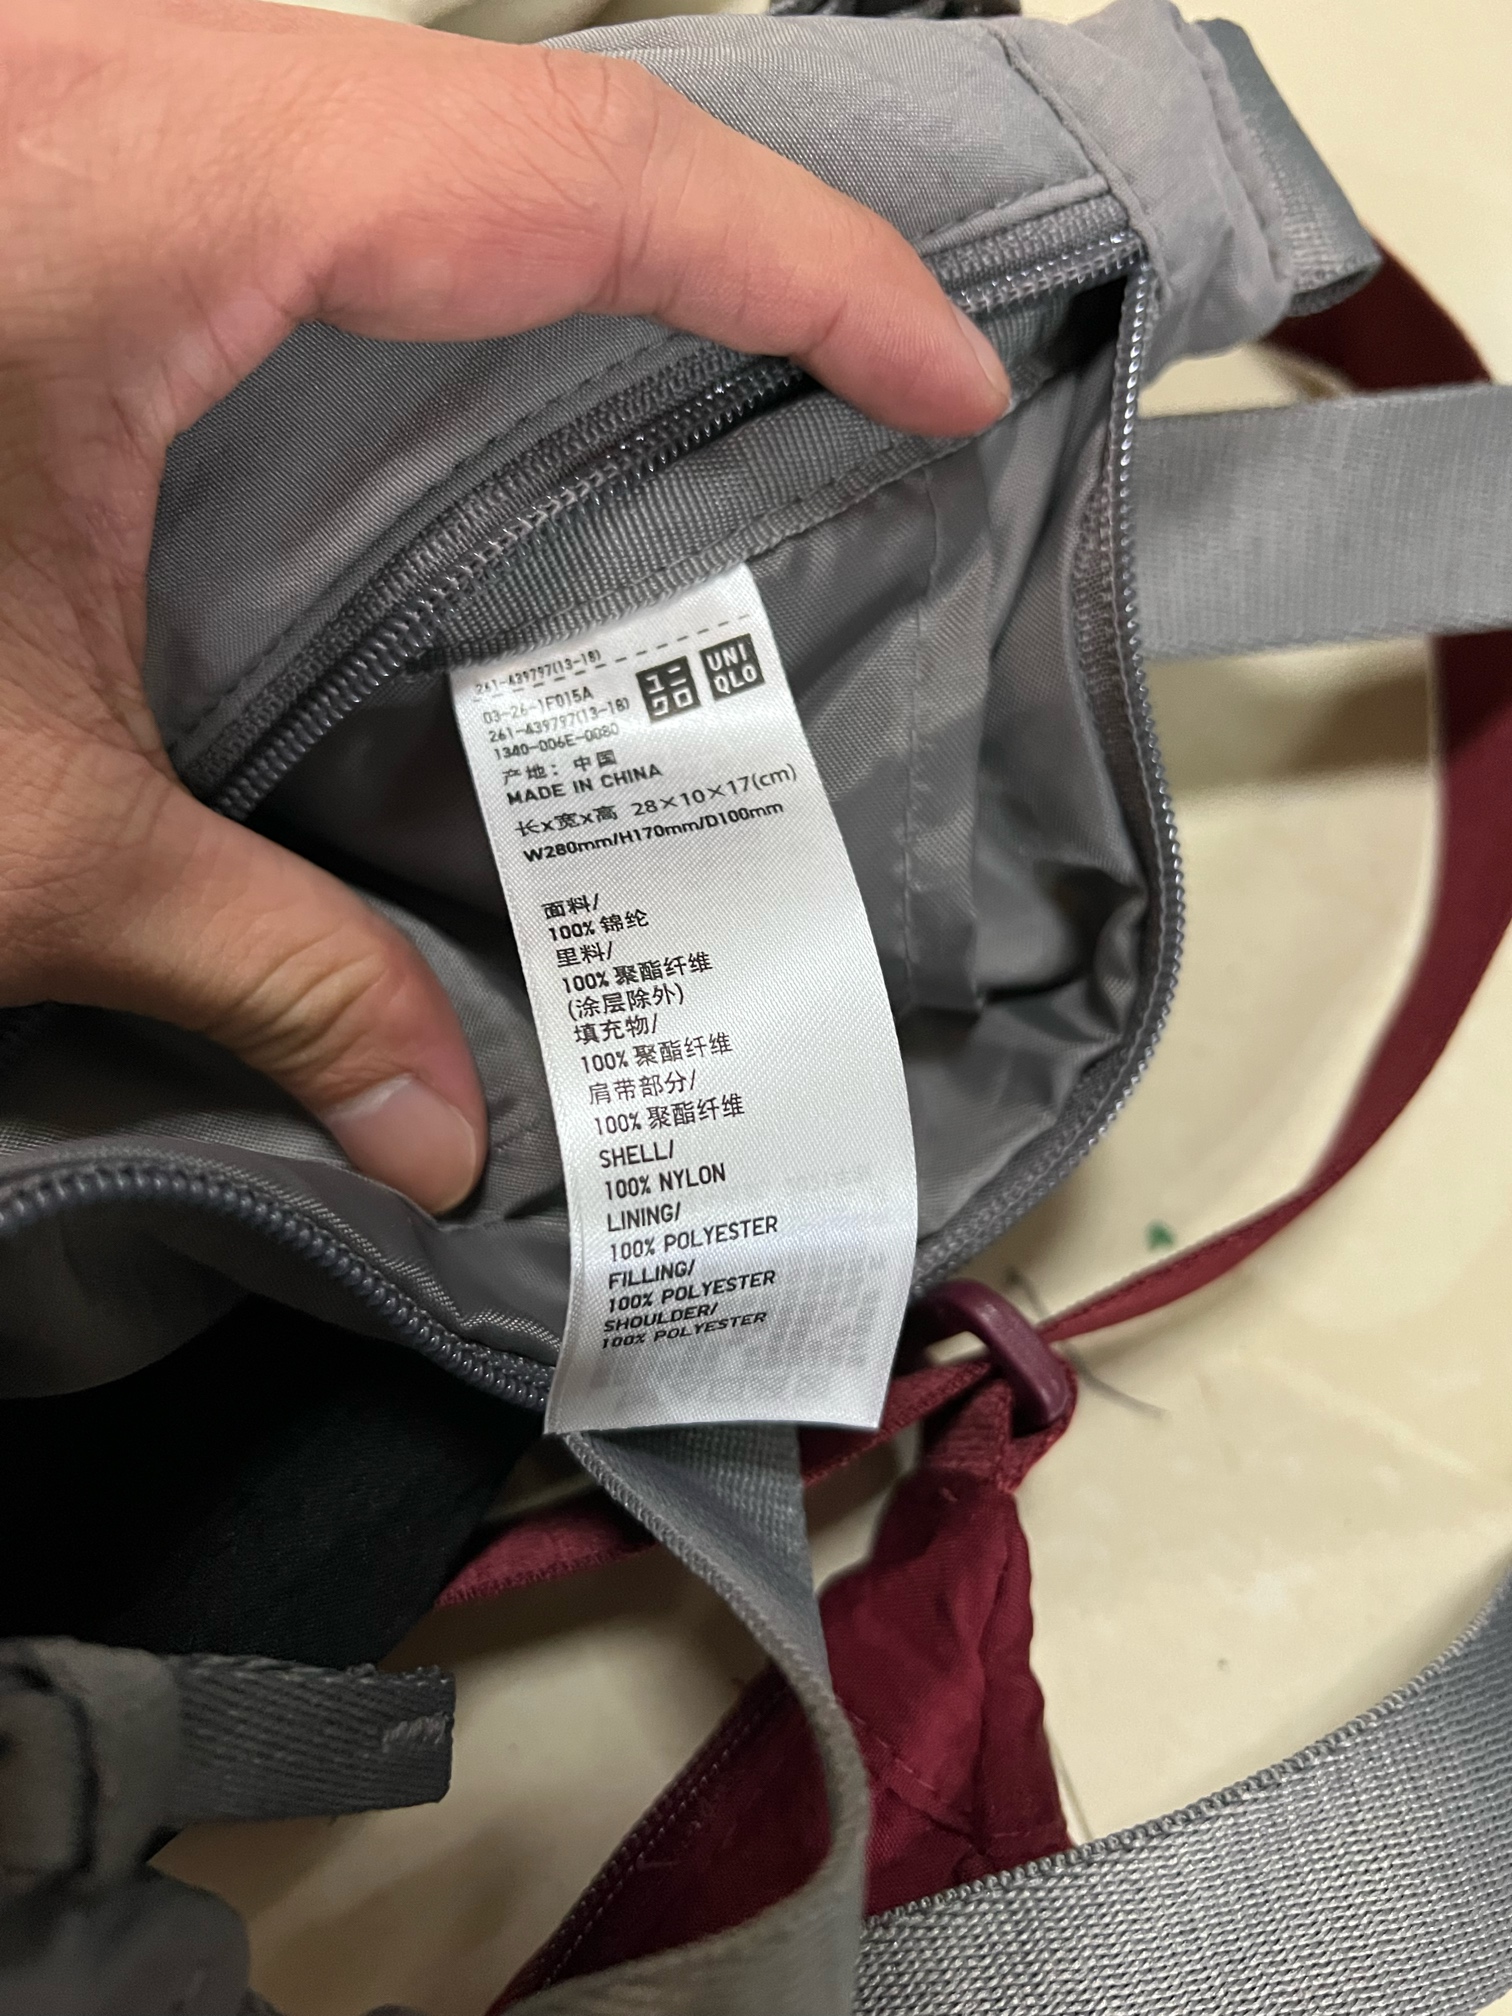 261-439797(13-18)
03-26-1F015A
261-439797(13-18)
1340-006E-0080
ユニ
クロ
UNI
QLO
产地：中国
MADE IN CHINA
长x宽x高 28×10×17(cm)
W280mm/H170mm/D100mm
面料/
100% 锦纶
里料/
100% 聚酯纤维
(涂层除外)
填充物/
100% 聚酯纤维
肩带部分/
100% 聚酯纤维
SHELL/
100% NYLON
LINING/
100% POLYESTER
FILLING/
100% POLYESTER
SHOULDER/
100% POLYESTER